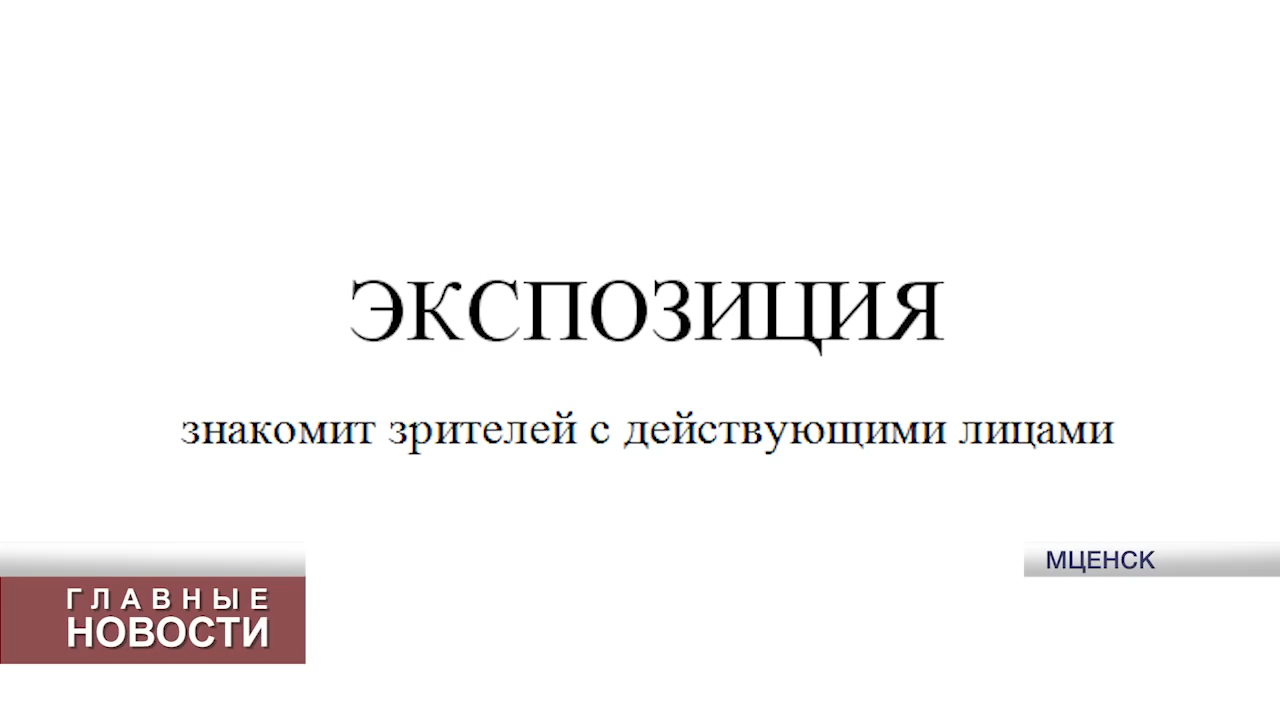 ЭКСПОЗИЦИЯ
знакомит зрителей с действующими лицами
МЦЕНСК
ГЛАВНЫЕ
НОВОСТИ